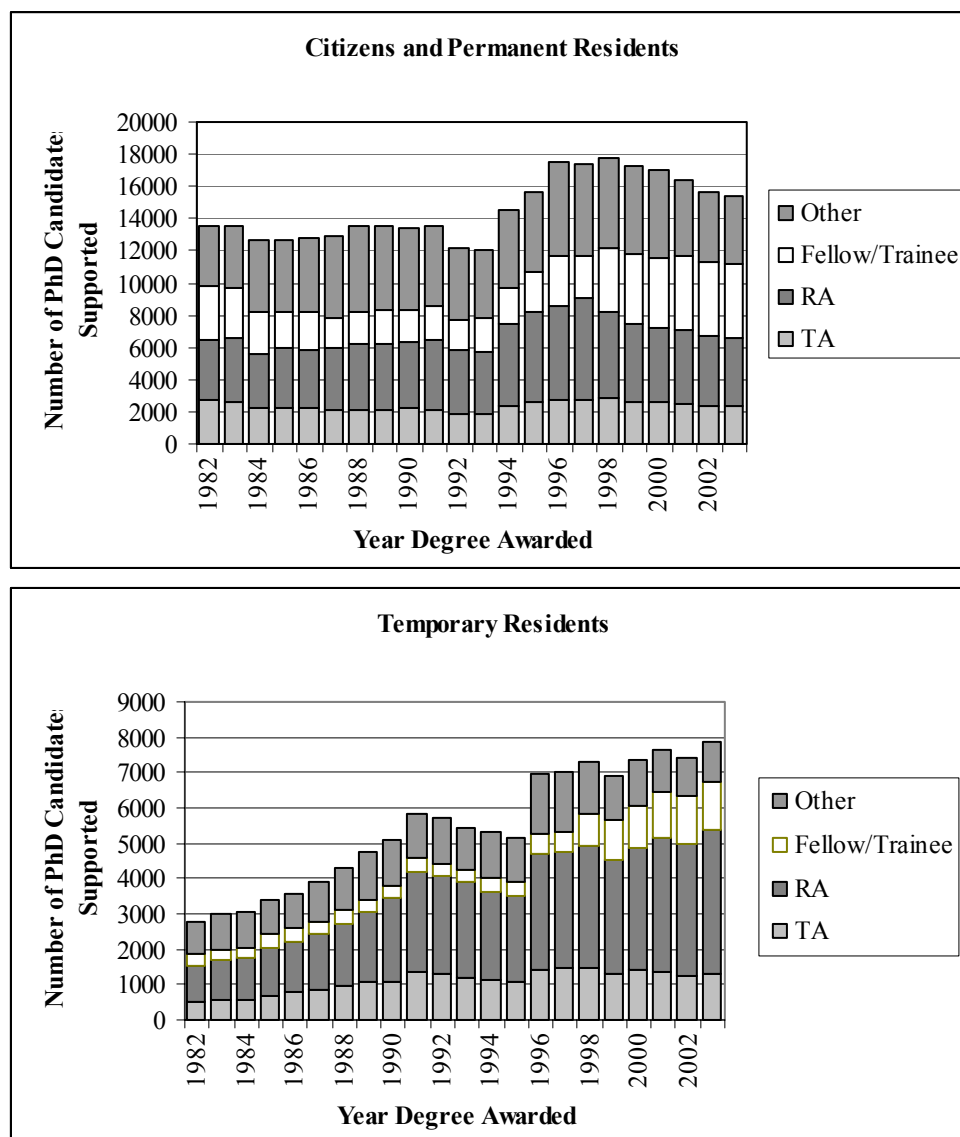 Citizens and Permanent Residents
Number of PhD Candidates
Supported
20000
18000
16000
14000
12000
10000
8000
6000
4000
2000
0
1982
1984
1986
1988
1990
1992
1994
1996
1998
2000
2002
Year Degree Awarded
Other
Fellow/Trainee
RA
TA
Temporary Residents
Number of PhD Candidates
Supported
9000
8000
7000
6000
5000
4000
3000
2000
1000
0
1982
1984
1986
1988
1990
1992
1994
1996
1998
2000
2002
Year Degree Awarded
Other
Fellow/Trainee
RA
TA